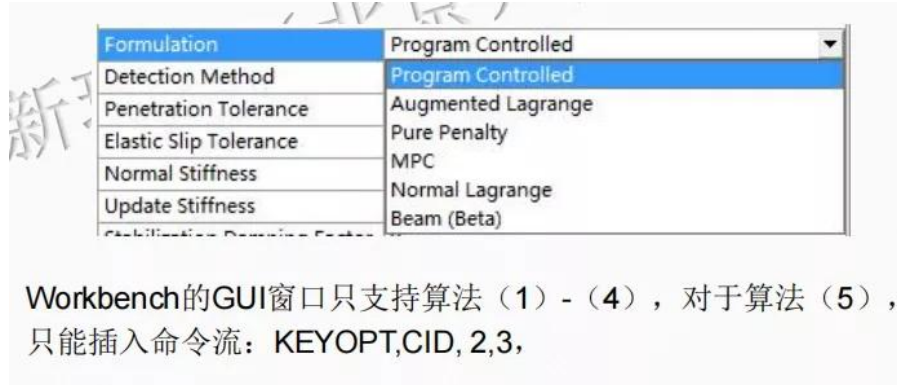 Formulation Program Controlled
Detection Method Program Controlled
Penetration Tolerance Augmented Lagrange
Elastic Slip Tolerance Pure Penalty
Normal Stiffness MPC
Update Stiffness Normal Lagrange
Beam (Beta)
Workbench的GUI窗口只支持算法（1）-（4），对于算法（5），
只能插入命令流：KEYOPT,CID, 2,3，